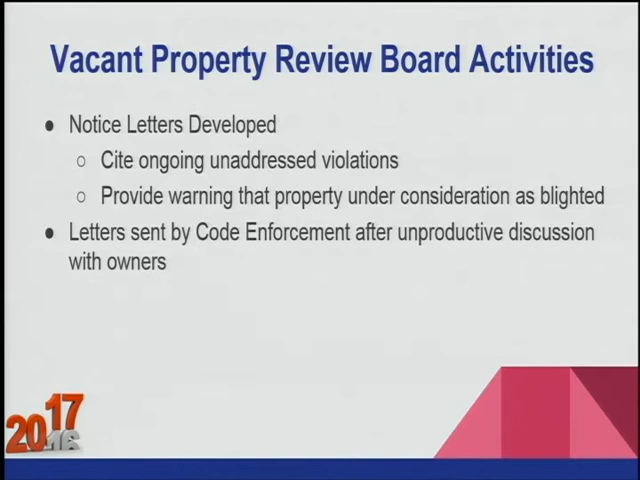 Vacant Property Review Board Activities
● Notice Letters Developed
○ Cite ongoing unaddressed violations
○ Provide warning that property under consideration as blighted
● Letters sent by Code Enforcement after unproductive discussion
with owners
2017
16